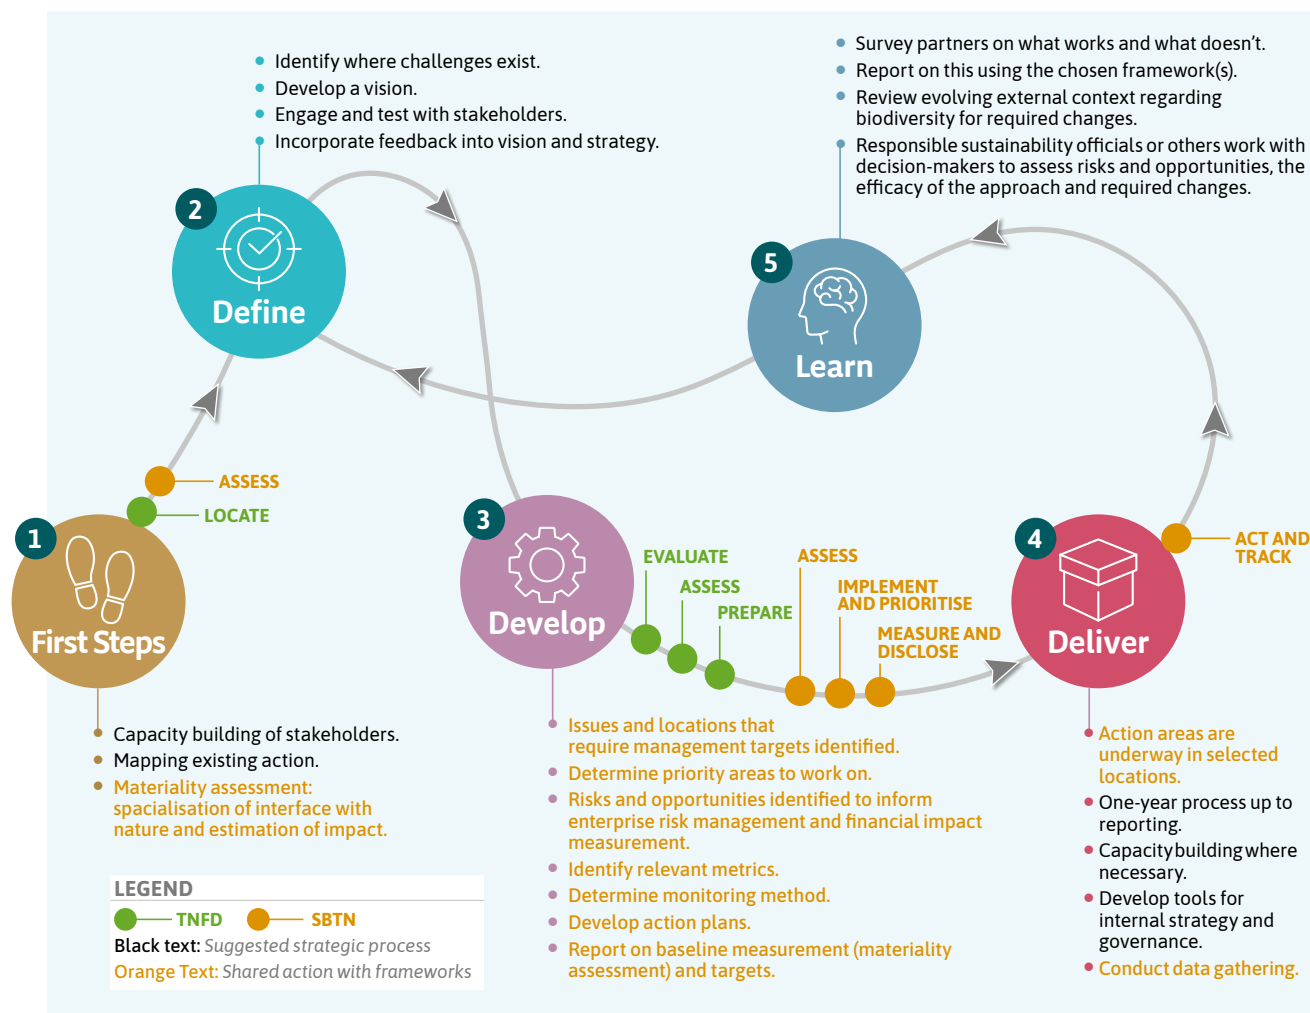 1
First Steps
LOCATE
ASSESS
Capacity building of stakeholders.
Mapping existing action.
Materiality assessment:
spacialisation of interface with
nature and estimation of impact.
2
Define
Identify where challenges exist.
Develop a vision.
Engage and test with stakeholders.
Incorporate feedback into vision and strategy.
3
Develop
EVALUATE
ASSESS
PREPARE
ASSESS
IMPLEMENT
AND PRIORITISE
MEASURE AND
DISCLOSE
Issues and locations that
require management targets identified.
Determine priority areas to work on.
Risks and opportunities identified to inform
enterprise risk management and financial impact
measurement.
Identify relevant metrics.
Determine monitoring method.
Develop action plans.
Report on baseline measurement (materiality
assessment) and targets.
4
Deliver
ACT AND
TRACK
Action areas are
underway in selected
locations.
One-year process up to
reporting.
Capacity building where
necessary.
Develop tools for
internal strategy and
governance.
Conduct data gathering.
5
Learn
Survey partners on what works and what doesn't.
Report on this using the chosen framework(s).
Review evolving external context regarding
biodiversity for required changes.
Responsible sustainability officials or others work with
decision-makers to assess risks and opportunities, the
efficacy of the approach and required changes.
LEGEND
TNFD SBTN
Black text: Suggested strategic process
Orange Text: Shared action with frameworks